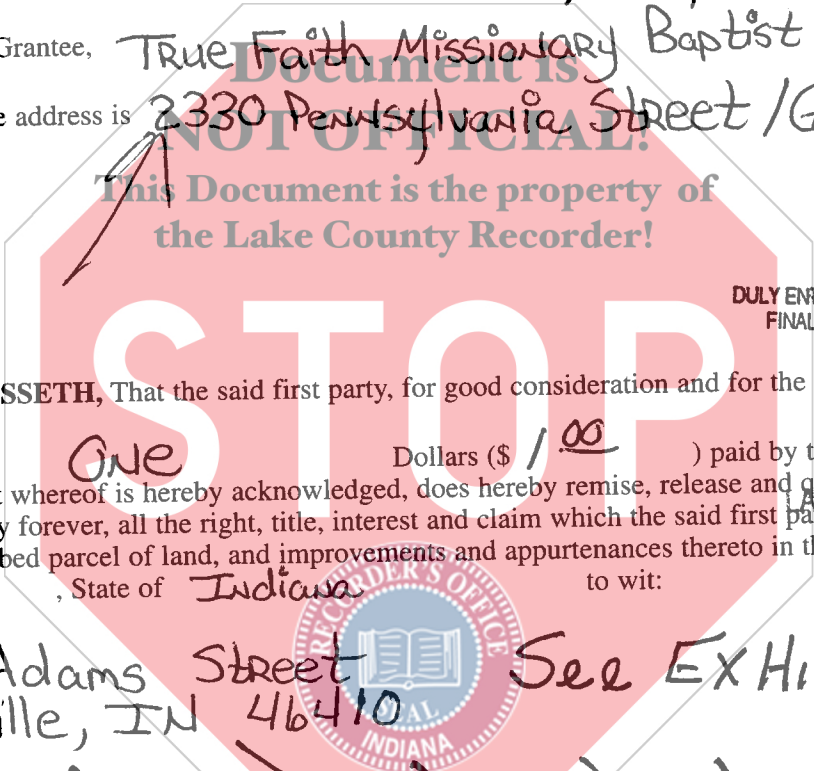 Grantee, True Faith Missionary Baptist
Document is
address is 2330 Pennsylvania Street / G
NOT OFFICIAL!
This Document is the property of
the Lake County Recorder!
DULY EN
FINAL
STOP
SSETH, That the said first party, for good consideration and for the
One Dollars ($ 1.00 ) paid by t
whereof is hereby acknowledged, does hereby remise, release and q
y forever, all the right, title, interest and claim which the said first pa
bed parcel of land, and improvements and appurtenances thereto in th
, State of Indiana to wit:
RECORDER'S OFFICE
Adams Street See EXHI
ille, IN 46410
SEAL
INDIANA